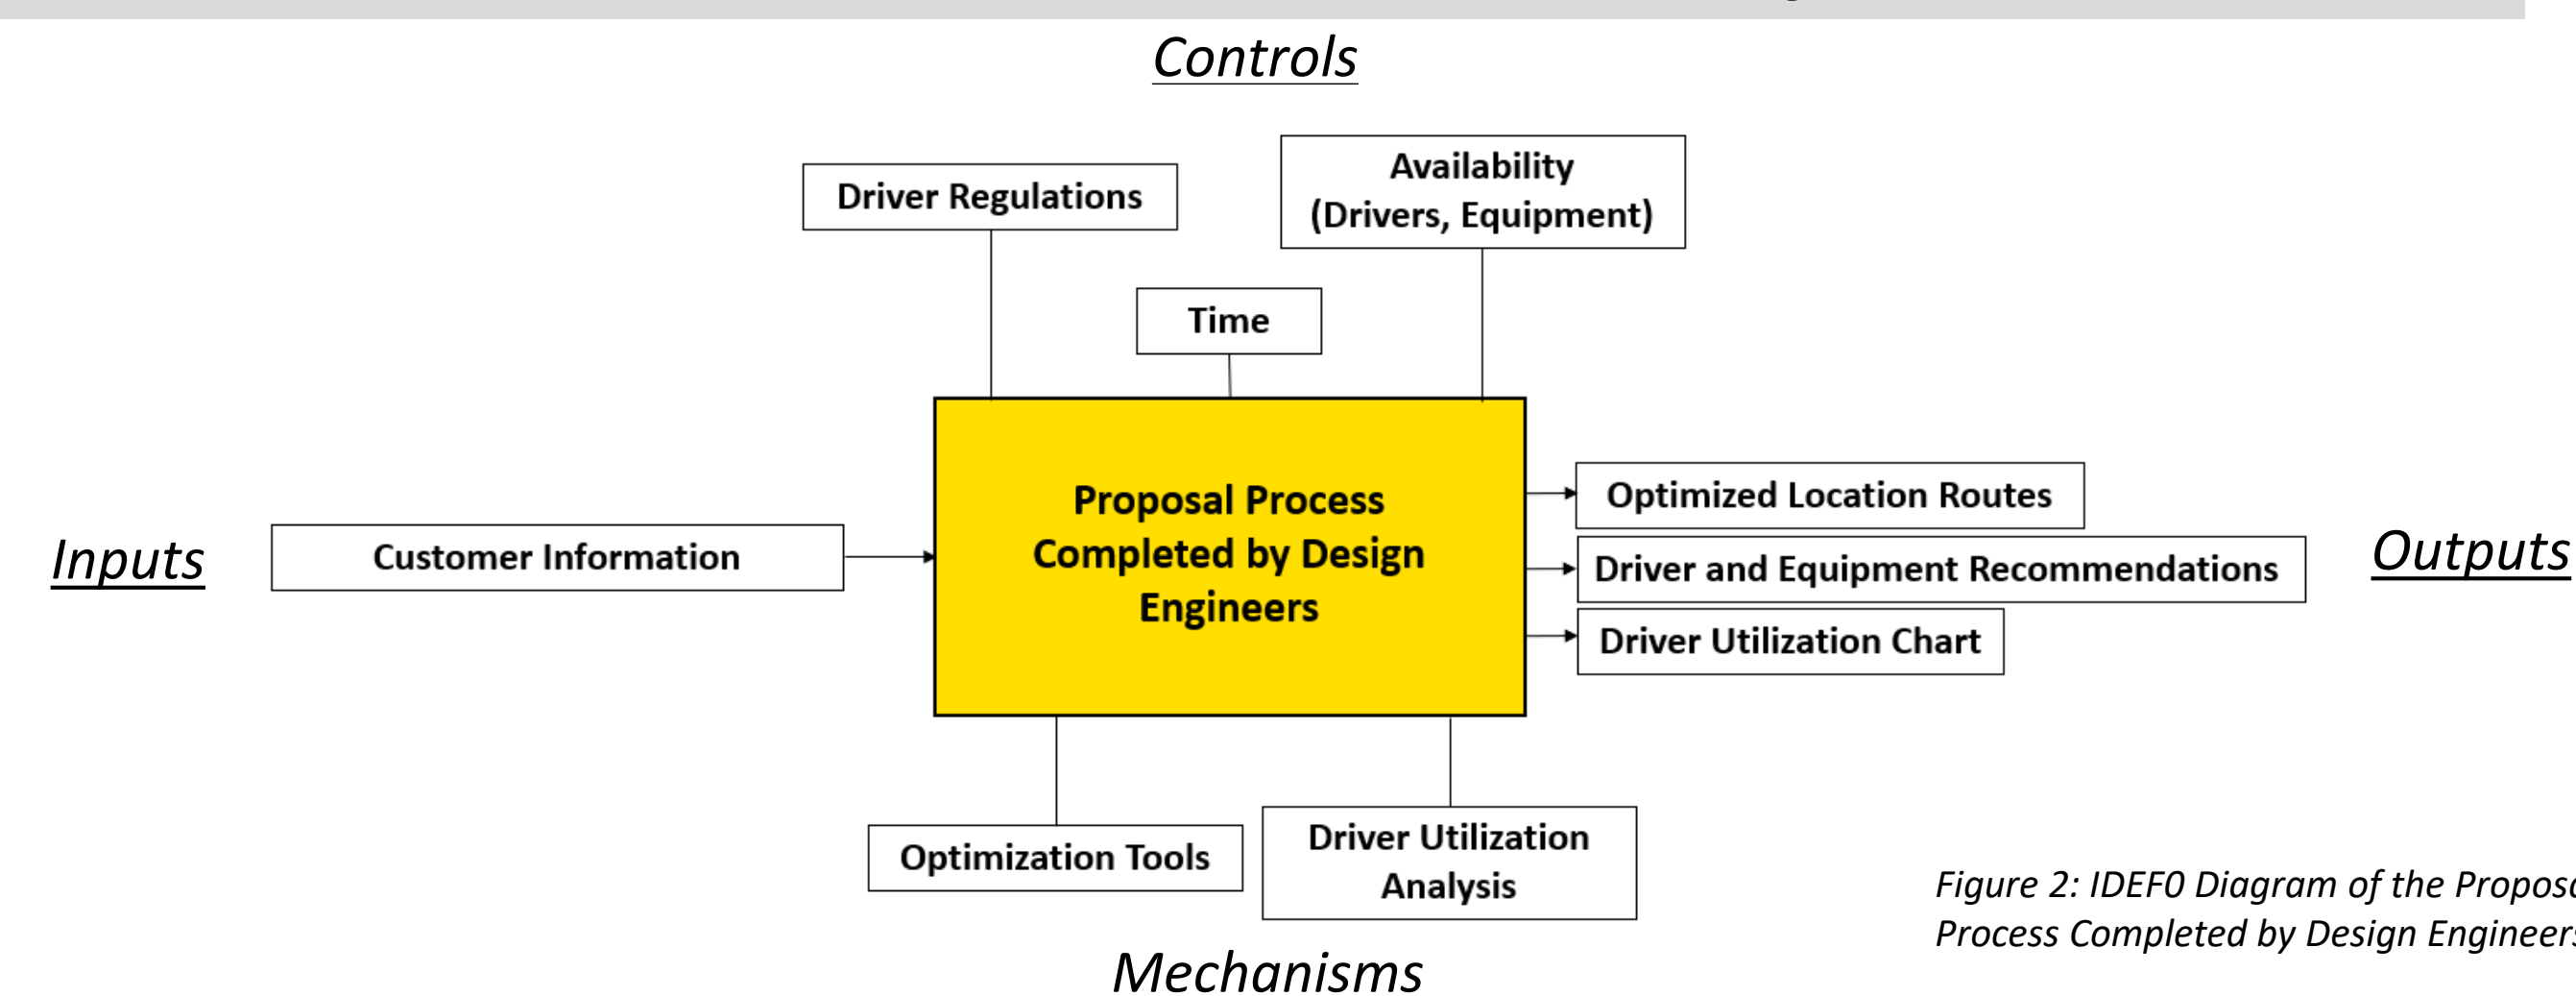 Controls
Driver Regulations
Availability
(Drivers, Equipment)
Time
Proposal Process
Completed by Design
Engineers
Inputs
Customer Information
Optimized Location Routes
Driver and Equipment Recommendations
Driver Utilization Chart
Outputs
Optimization Tools
Driver Utilization
Analysis
Mechanisms
Figure 2: IDEF0 Diagram of the
Process Completed by Design